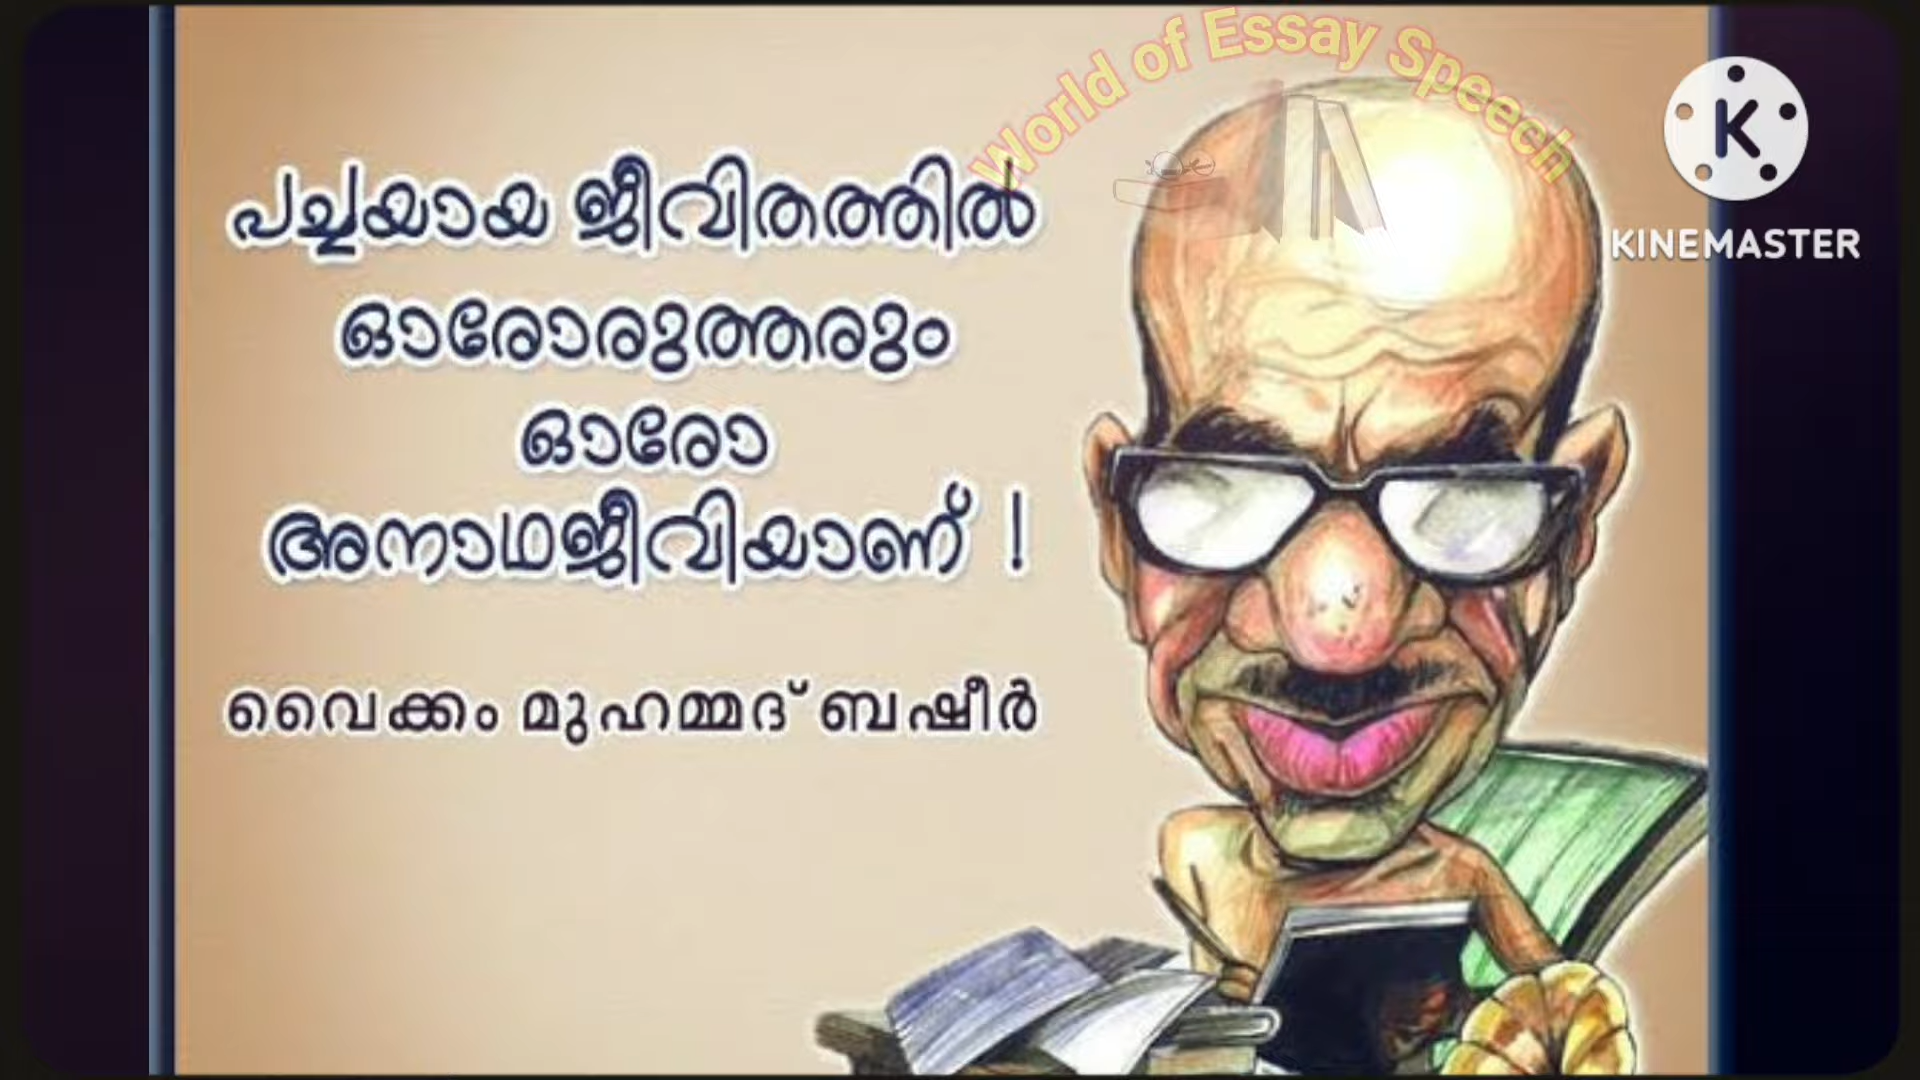 World of Essay Speech
K
KINEMASTER
പച്ചയായ ജീവിതത്തിൽ
ഓരോരുത്തരും
ഓരോ
അനാഥജീവിയാണ് !
വൈക്കം മുഹമ്മദ് ബഷീർ